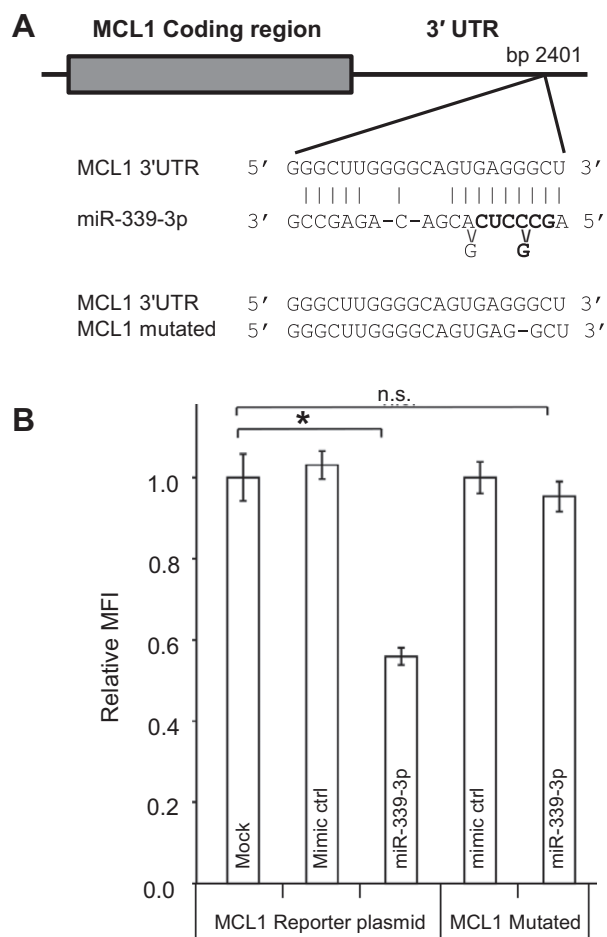 A
MCL1 Coding region 3′ UTR
bp 2401
MCL1 3'UTR 5′ GGGCUUGGGGCAGUGAGGGCU 3′
miR-339-3p 3′ GCCGAGA-C-AGCACUCCCGA 5′
G G
MCL1 3'UTR 5′ GGGCUUGGGGCAGUGAGGGCU 3′
MCL1 mutated 5′ GGGCUUGGGGCAGUGAG-GCU 3′
B
n.s.
*
Relative MFI
1.0
0.8
0.6
0.4
0.2
0.0
Mock
Mimic ctrl
miR-339-3p
mimic ctrl
miR-339-3p
MCL1 Reporter plasmid MCL1 Mutated